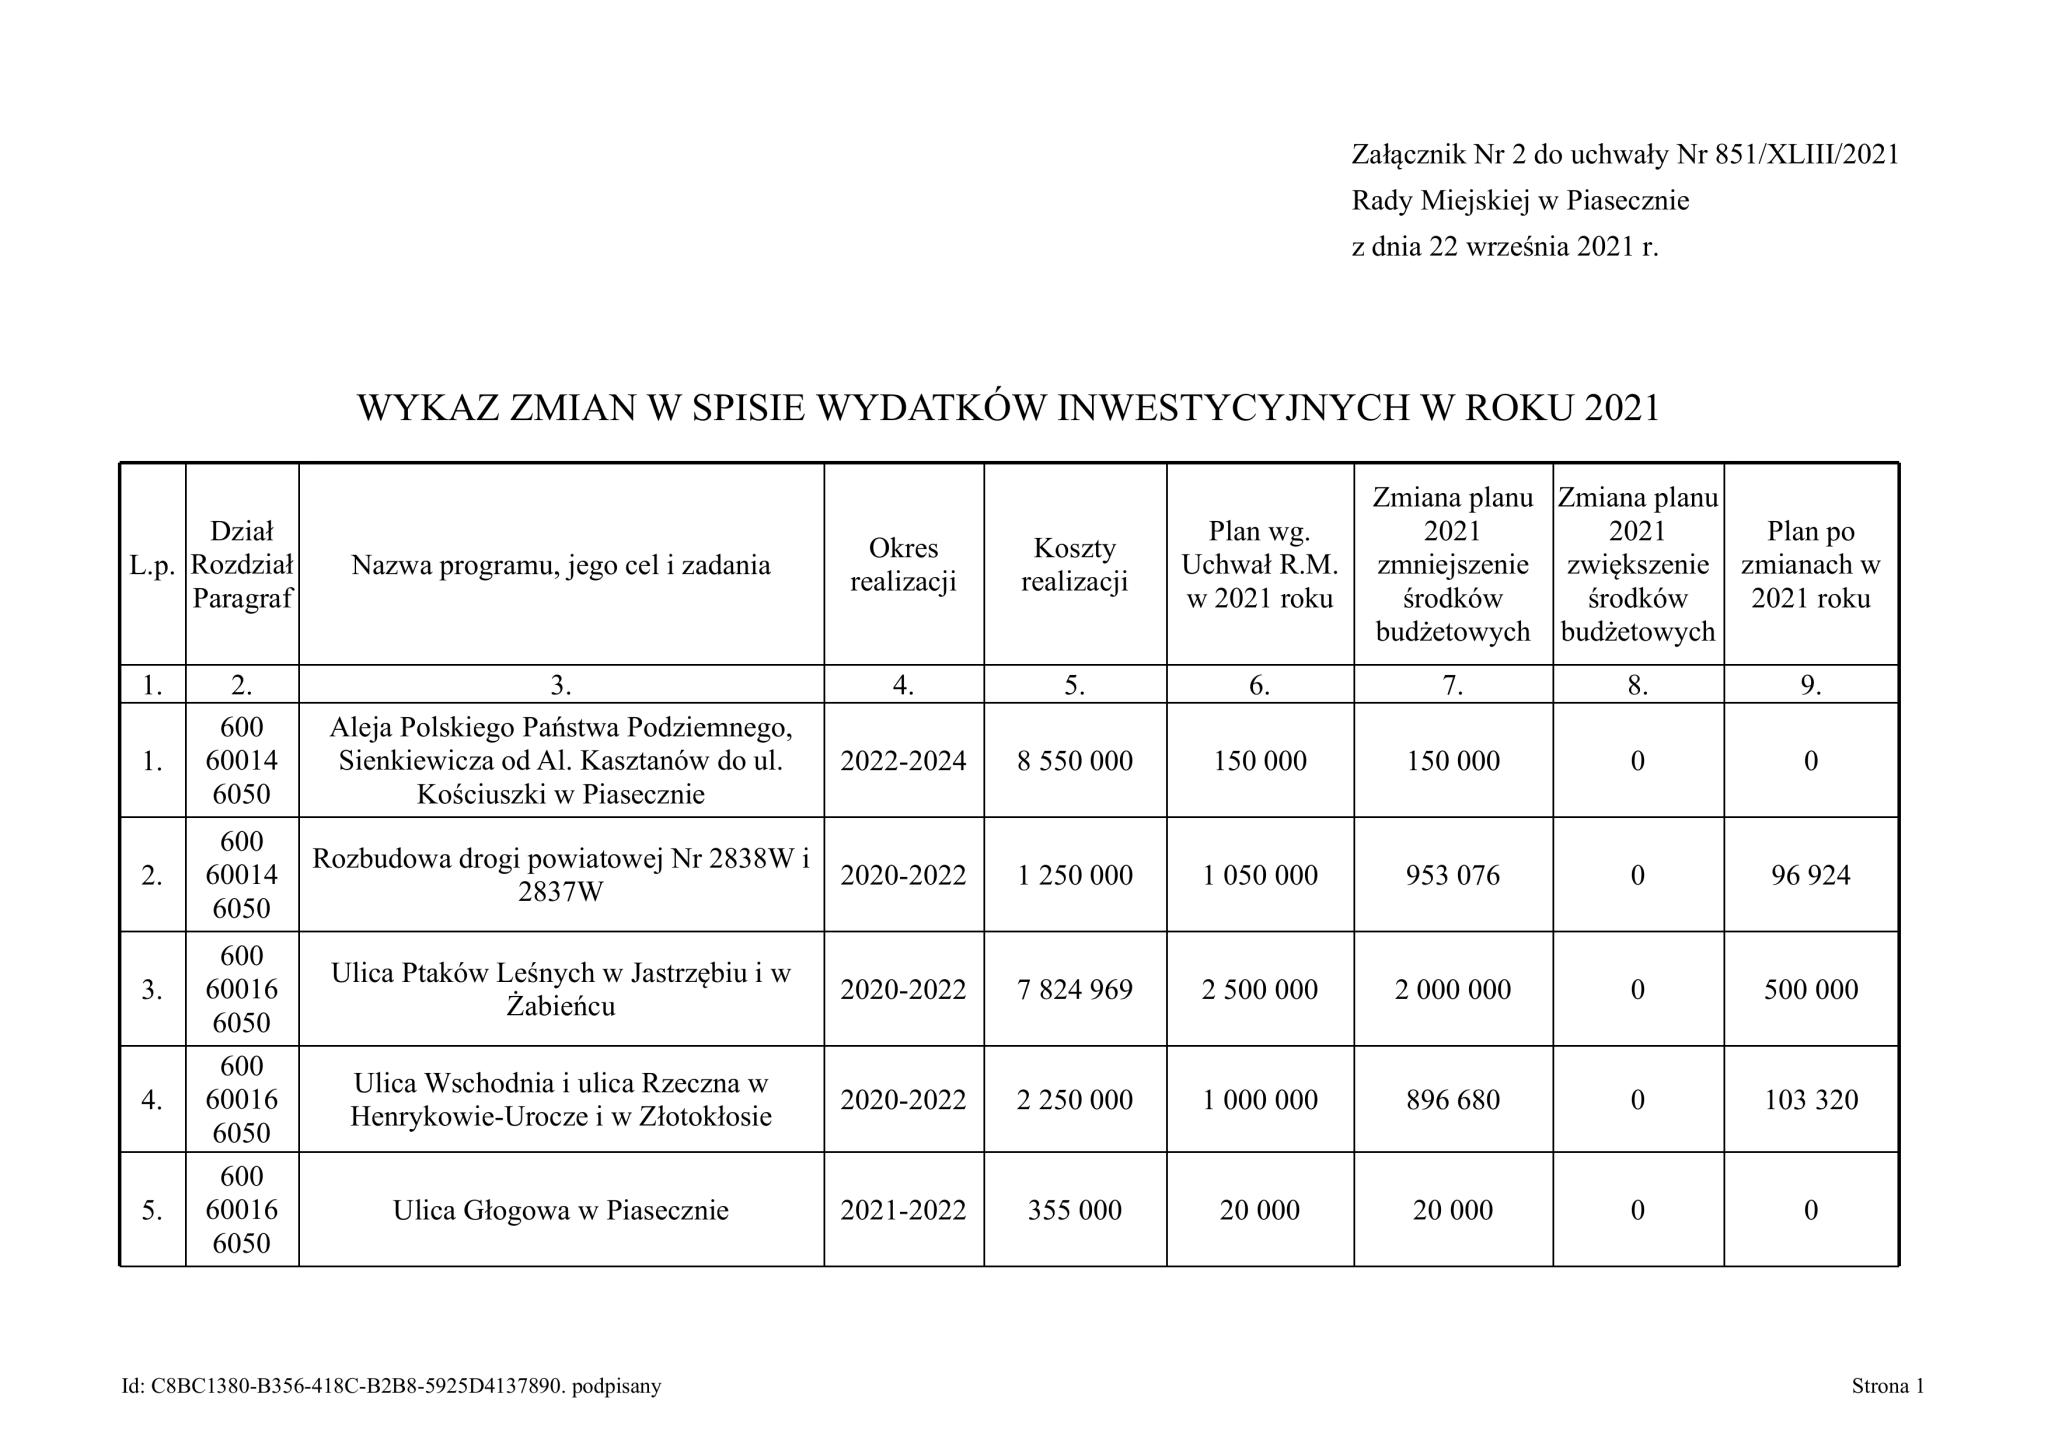 Załącznik Nr 2 do uchwały Nr 851/XLIII/2021
Rady Miejskiej w Piasecznie
z dnia 22 września 2021 r.
WYKAZ ZMIAN W SPISIE WYDATKÓW INWESTYCYJNYCH W ROKU 2021
L.p.
Dział
Rozdział
Paragraf
Nazwa programu, jego cel i zadania
Okres
realizacji
Koszty
realizacji
Plan wg.
Uchwał R.M.
w 2021 roku
Zmiana planu
2021
zmniejszenie
środków
budżetowych
Zmiana planu
2021
zwiększenie
środków
budżetowych
Plan po
zmianach w
2021 roku
1. 2. 3. 4. 5. 6. 7. 8. 9.
1.
600
60014
6050
Aleja Polskiego Państwa Podziemnego,
Sienkiewicza od Al. Kasztanów do ul.
Kościuszki w Piasecznie
2022-2024 8 550 000 150 000 150 000 0 0
2.
600
60014
6050
Rozbudowa drogi powiatowej Nr 2838W i
2837W
2020-2022 1 250 000 1 050 000 953 076 0 96 924
3.
600
60016
6050
Ulica Ptaków Leśnych w Jastrzębiu i w
Żabieńcu
2020-2022 7 824 969 2 500 000 2 000 000 0 500 000
4.
600
60016
6050
Ulica Wschodnia i ulica Rzeczna w
Henrykowie-Urocze i w Złotokłosie
2020-2022 2 250 000 1 000 000 896 680 0 103 320
5.
600
60016
6050
Ulica Głogowa w Piasecznie
2021-2022 355 000 20 000 20 000 0 0
Id: C8BC1380-B356-418C-B2B8-5925D4137890. podpisany
Strona 1